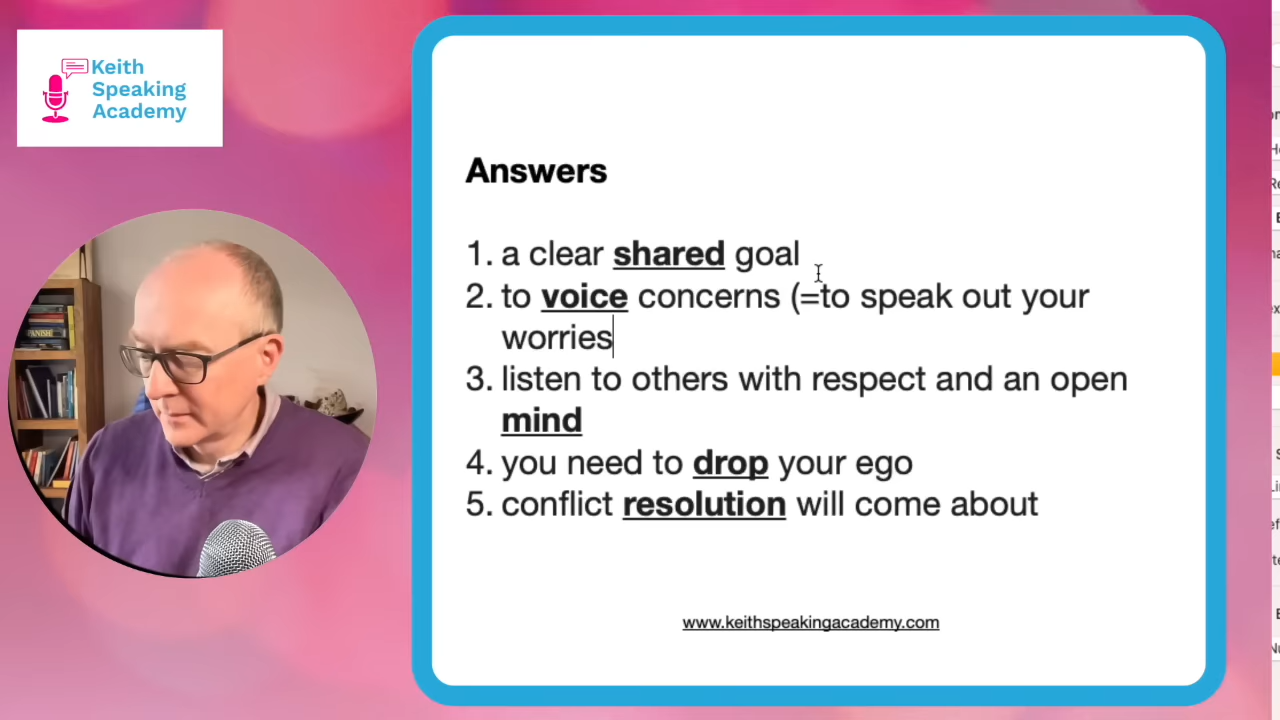 Keith
Speaking
Academy
Answers
1. a clear shared goal
2. to voice concerns (=to speak out your
worries
3. listen to others with respect and an open
mind
4. you need to drop your ego
5. conflict resolution will come about
www.keithspeakingacademy.com
SPANISH